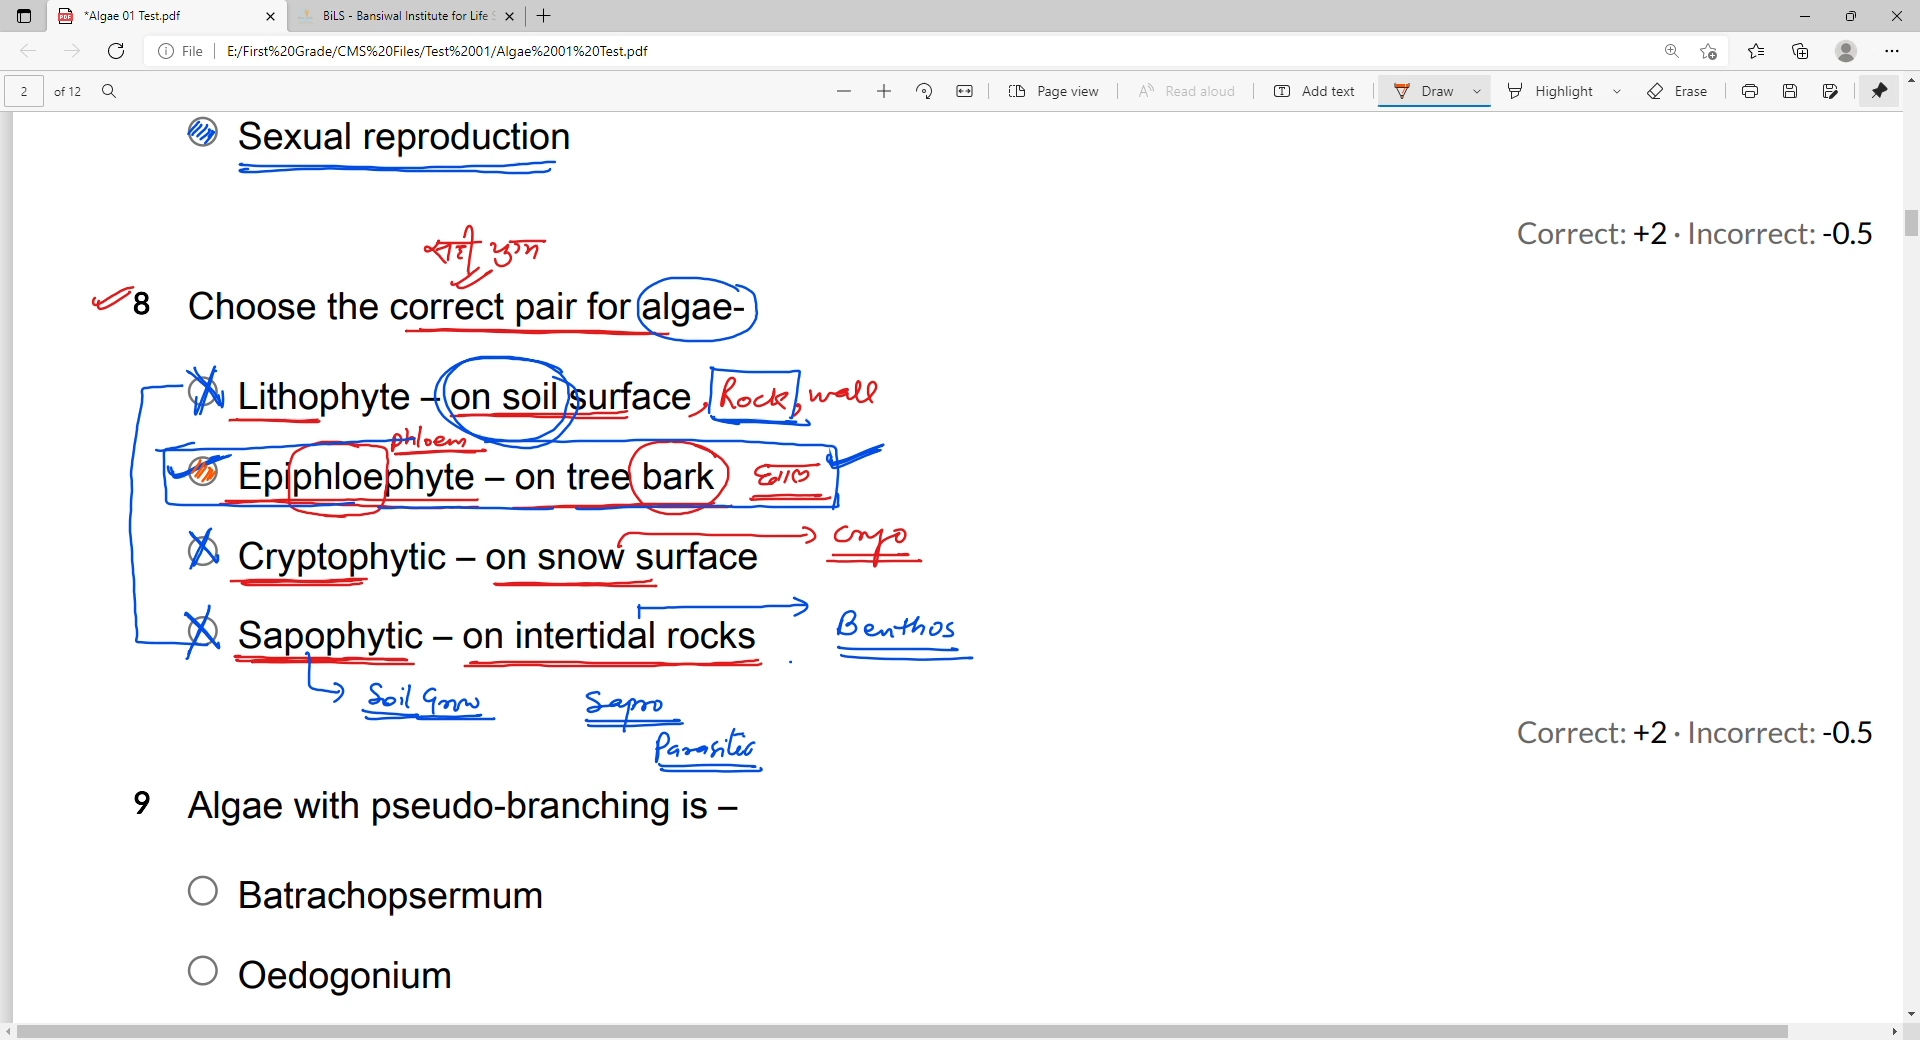 *Algae 01 Test.pdf
BiLS - Bansiwal Institute for Life S
File
E:/First%20Grade/CMS%20Files/Test%2001/Algae%2001%20Test.pdf
2 of 12
Page view
Read aloud
Add text
Draw
Highlight
Erase
Sexual reproduction
Correct: +2 · Incorrect: -0.5
8 Choose the correct pair for algae-
Lithophyte – on soil surface , Rock, wall
phloem
Epiphloephyte – on tree bark
Cryptophytic – on snow surface
Cryo
Sapophytic – on intertidal rocks
Benthos
Soil Grow
Sapro
Parasitic
Correct: +2 · Incorrect: -0.5
9 Algae with pseudo-branching is –
Batrachopsermum
Oedogonium